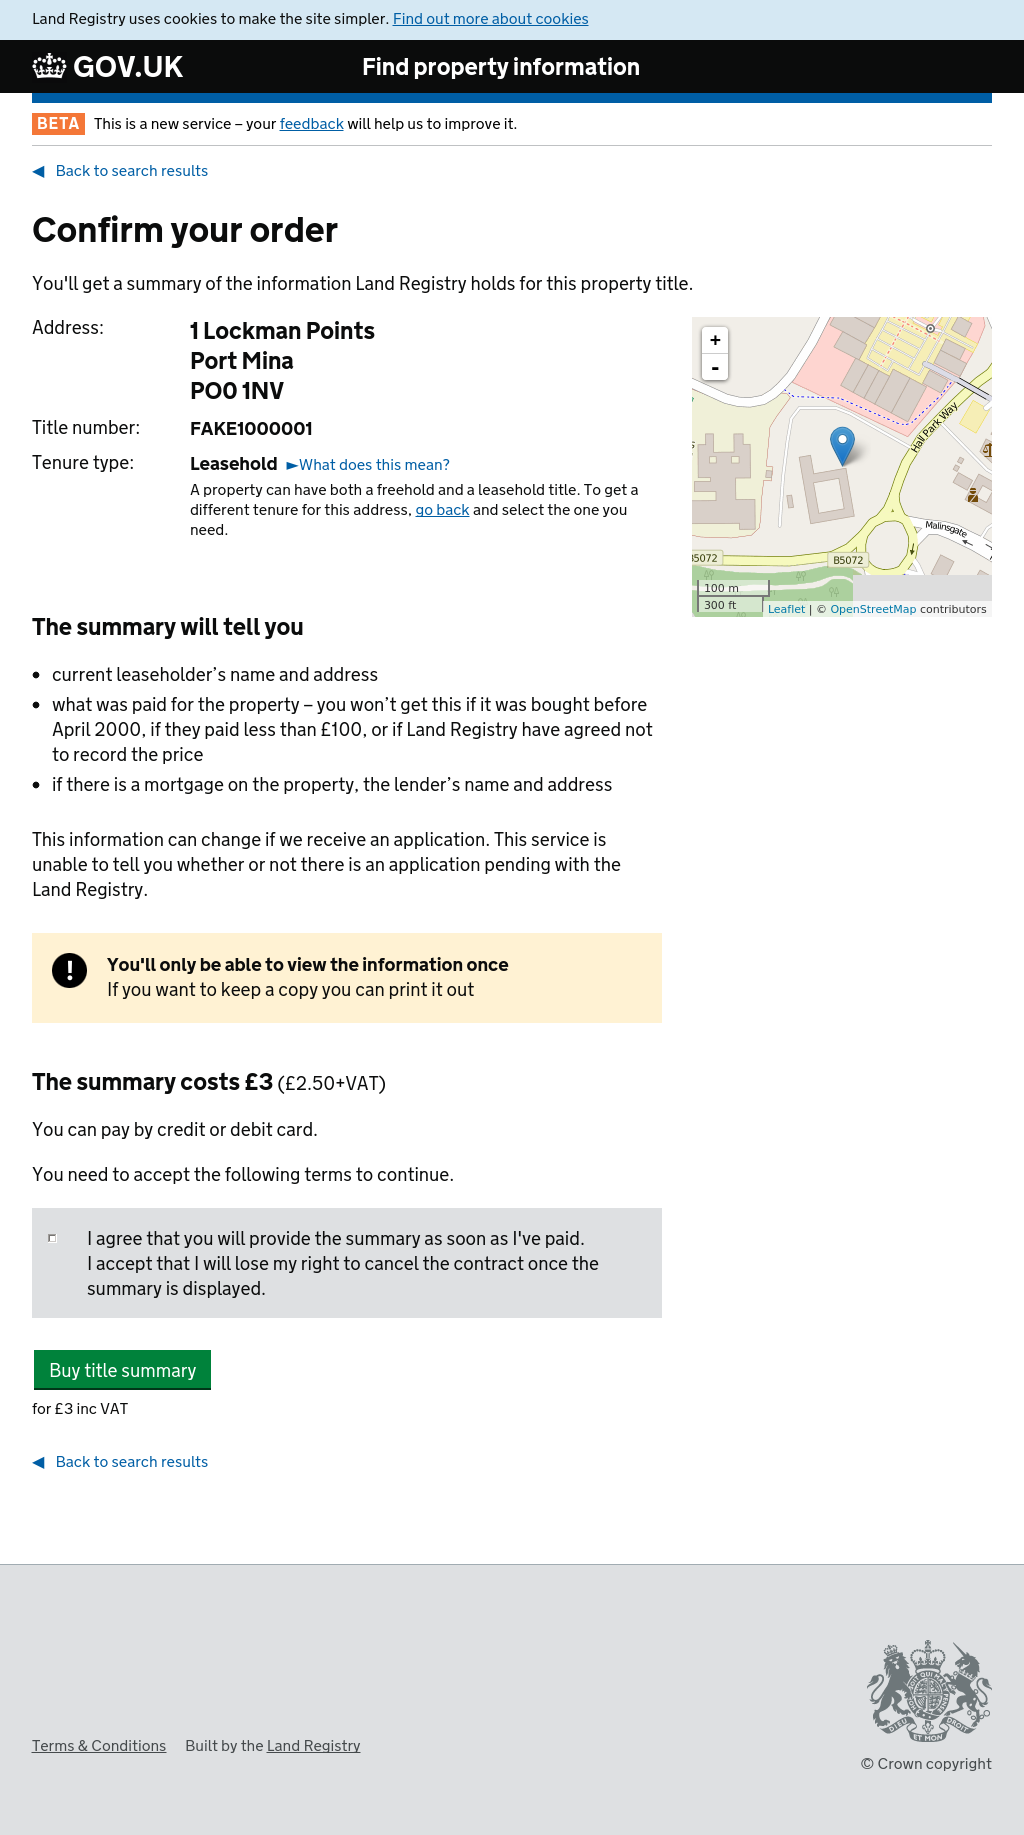 Land Registry uses cookies to make the site simpler. Find out more about cookies
GOV.UK
Find property information
BETA This is a new service – your feedback will help us to improve it.
◀ Back to search results
Confirm your order
You'll get a summary of the information Land Registry holds for this property title.
Address:
1 Lockman Points
Port Mina
PO0 1NV
Title number:
FAKE1000001
Tenure type:
Leasehold ►What does this mean?
A property can have both a freehold and a leasehold title. To get a
different tenure for this address, go back and select the one you
need.
+
-
Hall Park Way
Malinsgate
B5072
B5072
100 m
300 ft
Leaflet | © OpenStreetMap contributors
The summary will tell you
• current leaseholder’s name and address
• what was paid for the property – you won’t get this if it was bought before
April 2000, if they paid less than £100, or if Land Registry have agreed not
to record the price
• if there is a mortgage on the property, the lender’s name and address
This information can change if we receive an application. This service is
unable to tell you whether or not there is an application pending with the
Land Registry.
! You'll only be able to view the information once
If you want to keep a copy you can print it out
The summary costs £3 (£2.50+VAT)
You can pay by credit or debit card.
You need to accept the following terms to continue.
I agree that you will provide the summary as soon as I've paid.
I accept that I will lose my right to cancel the contract once the
summary is displayed.
Buy title summary
for £3 inc VAT
◀ Back to search results
Terms & Conditions Built by the Land Registry
DIEU ET MON DROIT
© Crown copyright